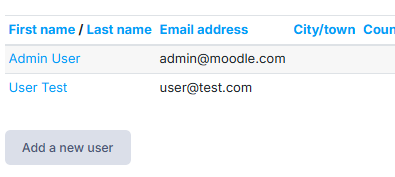 First name / Last name Email address City/town Coun
Admin User admin@moodle.com
User Test user@test.com
Add a new user